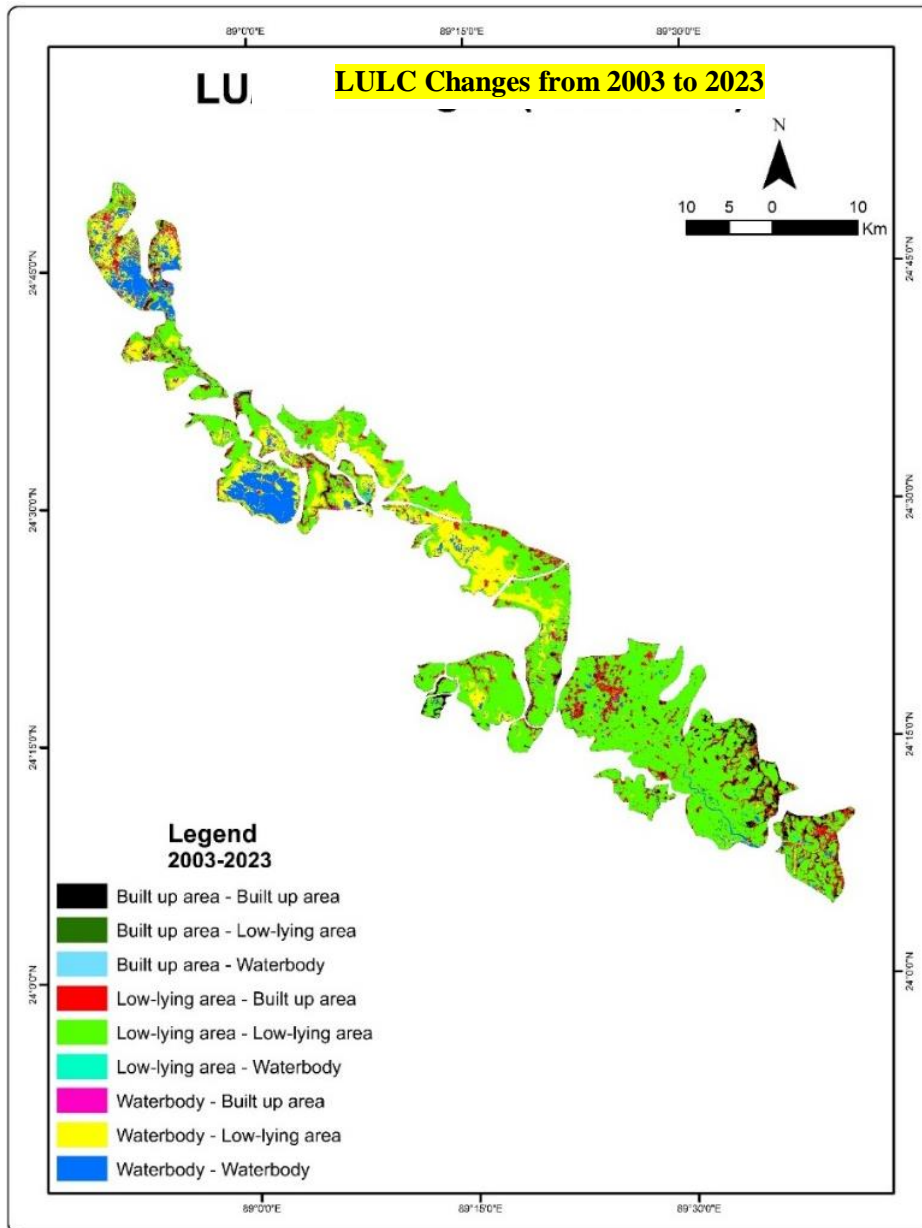 89°0'0"E 89°15'0"E 89°30'0"E
LULC Changes from 2003 to 2023
LU
N
10 5 0 10
Km
24°45'0"N 24°45'0"N
24°30'0"N 24°30'0"N
24°15'0"N 24°15'0"N
24°0'0"N 24°0'0"N
Legend
2003-2023
Built up area - Built up area
Built up area - Low-lying area
Built up area - Waterbody
Low-lying area - Built up area
Low-lying area - Low-lying area
Low-lying area - Waterbody
Waterbody - Built up area
Waterbody - Low-lying area
Waterbody - Waterbody
89°0'0"E 89°15'0"E 89°30'0"E